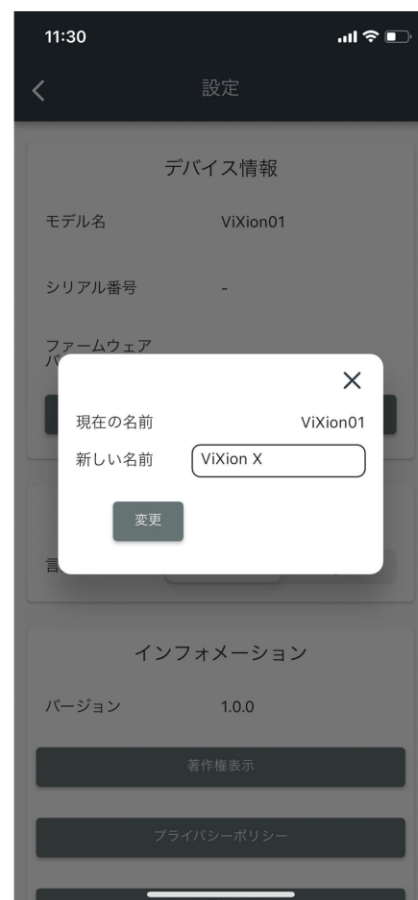 11:30
設定
デバイス情報
モデル名 ViXion01
シリアル番号 -
ファームウェア
現在の名前 ViXion01
新しい名前 ViXion X
変更
インフォメーション
バージョン 1.0.0
著作権表示
プライバシーポリシー